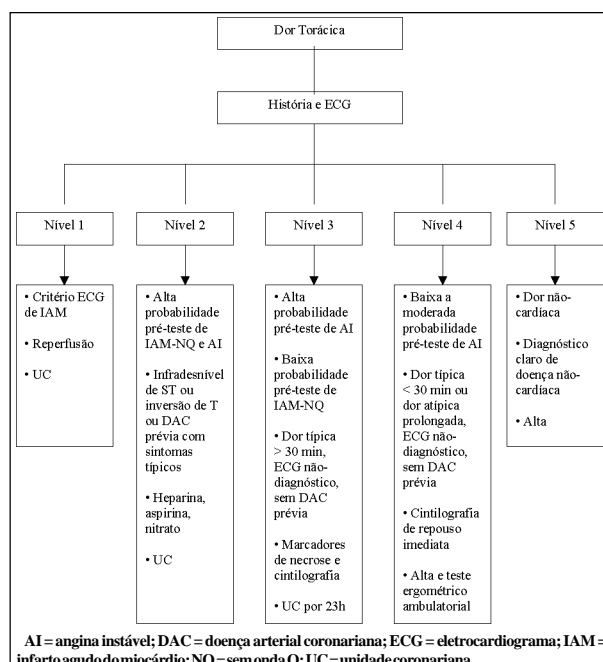 Dor Torácica
História e ECG
Nível 1
Nível 2
Nível 3
Nível 4
Nível 5
• Critério ECG
de IAM
• Reperfusão
• UC
• Alta
probabilidade
pré-teste de
IAM-NQ e AI
• Infradesnível
de ST ou
inversão de T
ou DAC
prévia com
sintomas
típicos
• Heparina,
aspirina,
nitrato
• UC
• Alta
probabilidade
pré-teste de AI
• Baixa
probabilidade
pré-teste de
IAM-NQ
• Dor típica
> 30 min,
ECG não-
diagnóstico,
sem DAC
prévia
• Marcadores
de necrose e
cintilografia
• UC por 23h
• Baixa a
moderada
probabilidade
pré-teste de AI
• Dor típica
< 30 min ou
dor atípica
prolongada,
ECG não-
diagnóstico,
sem DAC
prévia
• Cintilografia
de repouso
imediata
• Alta e teste
ergométrico
ambulatorial
• Dor não-
cardíaca
• Diagnóstico
claro de
doença não-
cardíaca
• Alta
AI = angina instável; DAC = doença arterial coronariana; ECG = eletrocardiograma; IAM =
infarto agudo do miocárdio; NQ = sem onda Q; UC = unidade coronariana